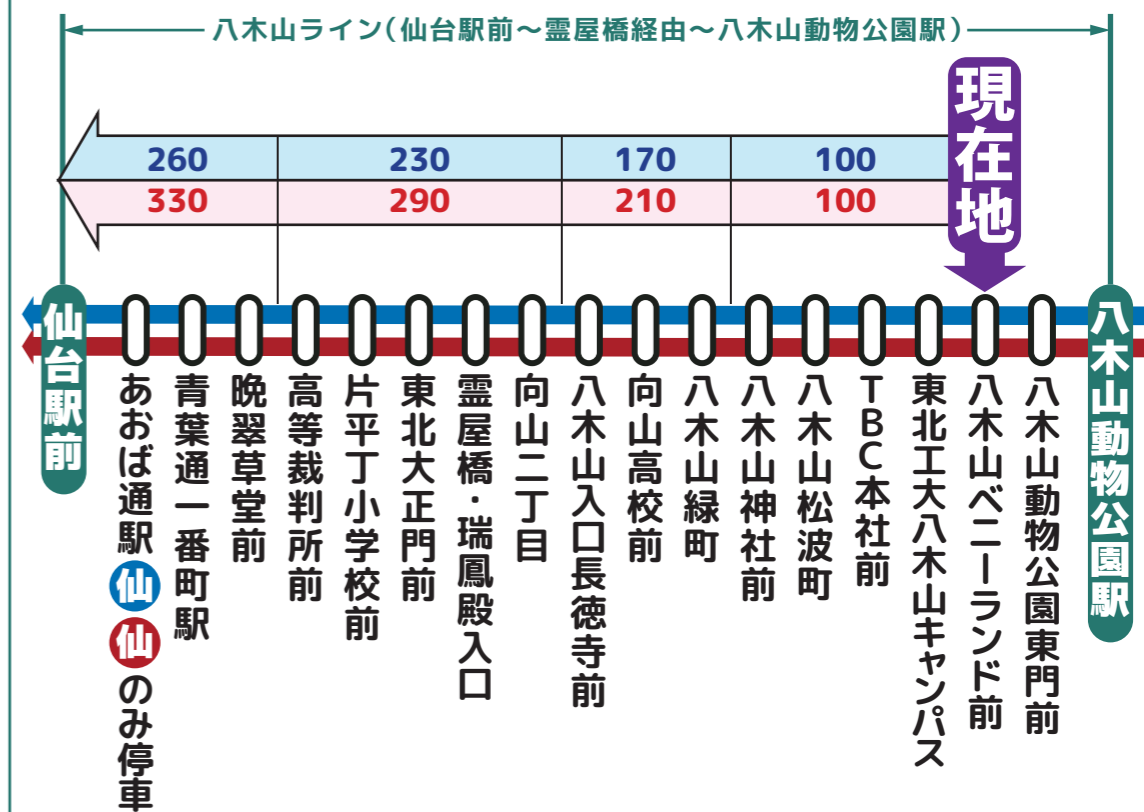 八木山ライン(仙台駅前～霊屋橋経由～八木山動物公園駅)
現在地
260
230
170
100
330
290
210
100
仙台駅前
あおば通駅 仙 仙 のみ停車
青葉通一番町駅
晩翠草堂前
高等裁判所前
片平丁小学校前
東北大正門前
霊屋橋・瑞鳳殿入口
向山二丁目
八木山入口長徳寺前
向山高校前
八木山緑町
八木山神社前
八木山松波町
TBC本社前
東北工大八木山キャンパス
八木山ベニーランド前
八木山動物公園東門前
八木山動物公園駅